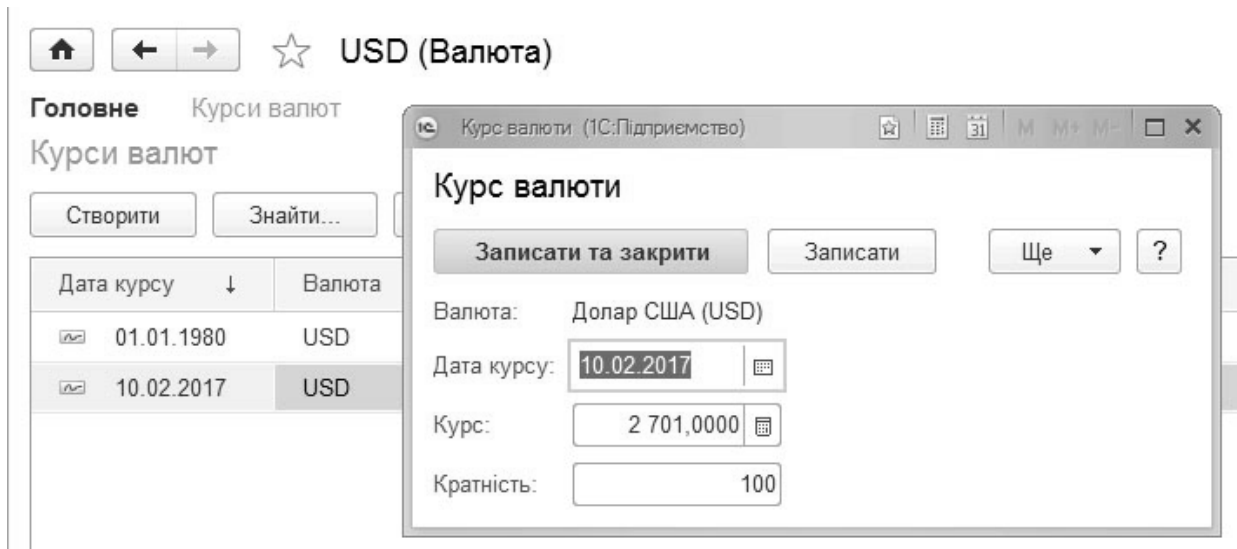 USD (Валюта)
Головне Курси валют
Курси валют
Створити Знайти...
Дата курсу ↓ Валюта
01.01.1980 USD
10.02.2017 USD
1С Курс валюти (1С:Підприємство) 31 M M+ M-
Курс валюти
Записати та закрити Записати Ще ?
Валюта: Долар США (USD)
Дата курсу: 10.02.2017
Курс: 2 701,0000
Кратність: 100